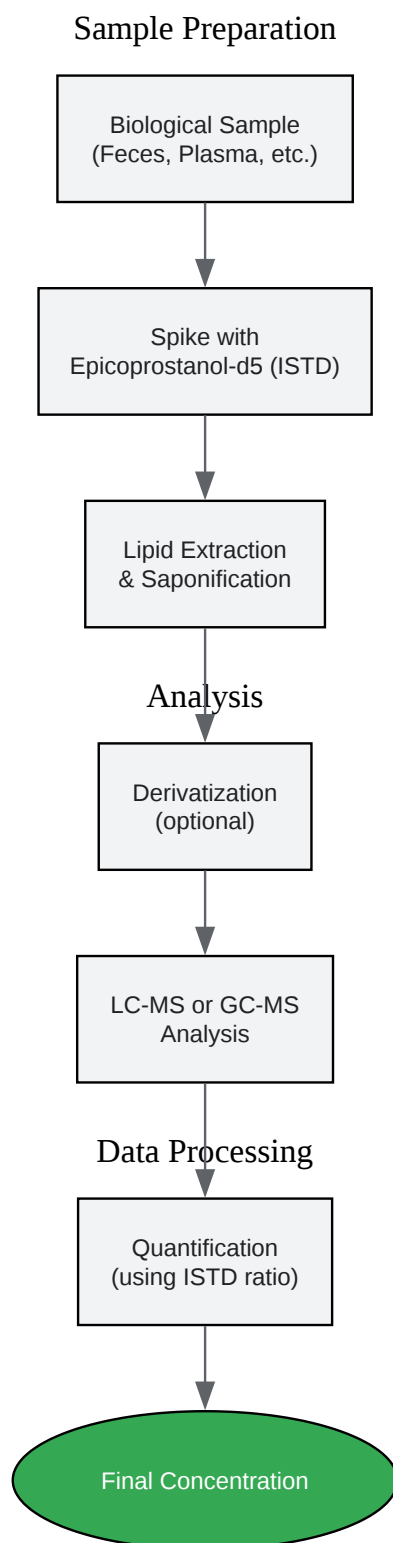 Sample Preparation
Biological Sample
(Feces, Plasma, etc.)
Spike with
Epicoprostanol-d5 (ISTD)
Lipid Extraction
& Saponification
Analysis
Derivatization
(optional)
LC-MS or GC-MS
Analysis
Data Processing
Quantification
(using ISTD ratio)
Final Concentration